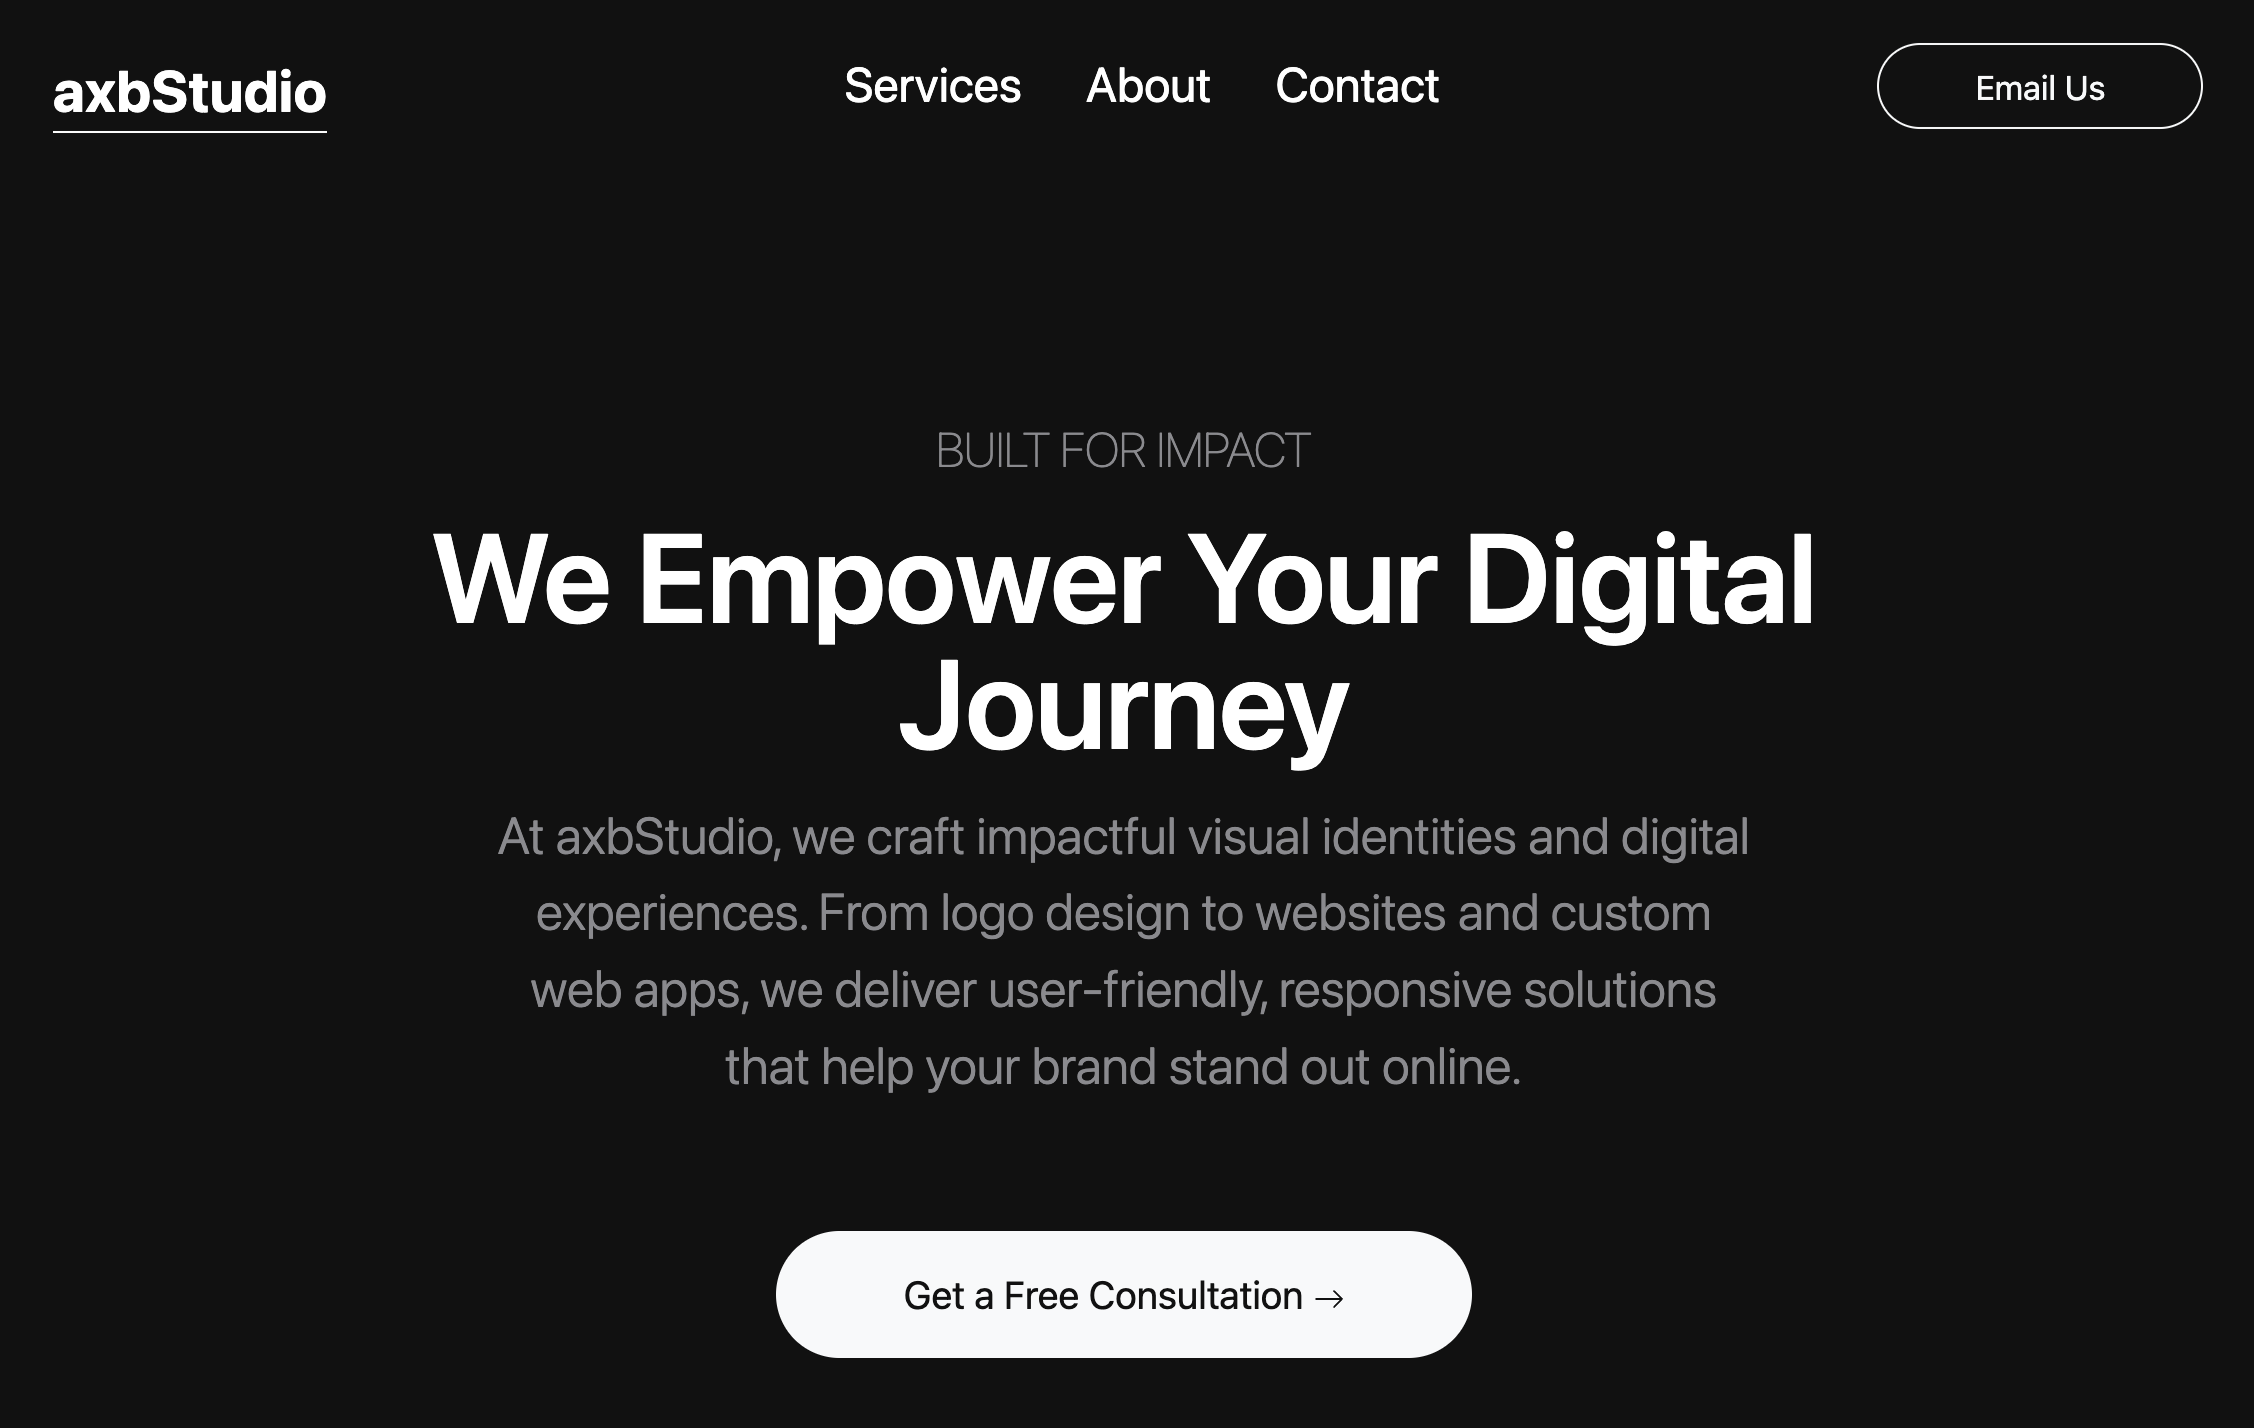 axbStudio
Services About Contact
Email Us
BUILT FOR IMPACT
We Empower Your Digital
Journey
At axbStudio, we craft impactful visual identities and digital
experiences. From logo design to websites and custom
web apps, we deliver user-friendly, responsive solutions
that help your brand stand out online.
Get a Free Consultation →